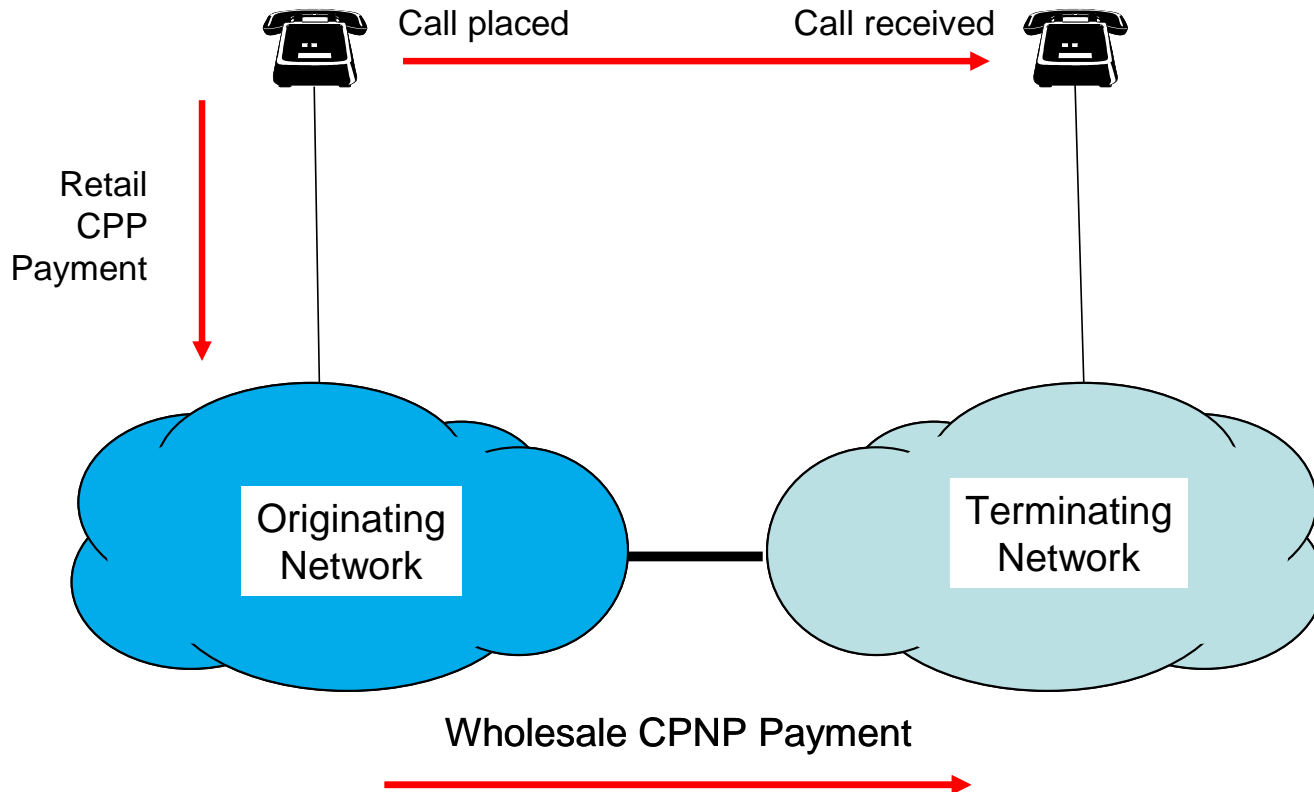 Call placed
Call received
Retail
CPP
Payment
Originating
Network
Terminating
Network
Wholesale CPNP Payment